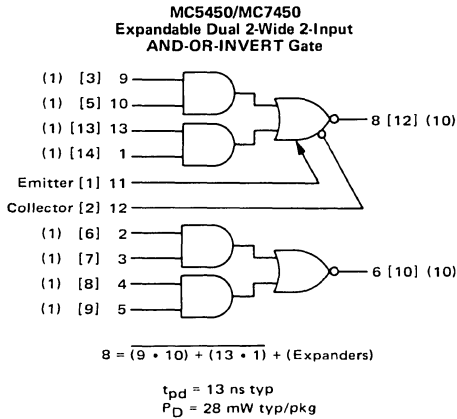 MC5450/MC7450
Expandable Dual 2-Wide 2-Input
AND-OR-INVERT Gate
(1) [3] 9
(1) [5] 10
(1) [13] 13
(1) [14] 1
8 [12] (10)
Emitter [1] 11
Collector [2] 12
(1) [6] 2
(1) [7] 3
(1) [8] 4
(1) [9] 5
6 [10] (10)
8 = (9 • 10) + (13 • 1) + (Expanders)
tpd = 13 ns typ
PD = 28 mW typ/pkg